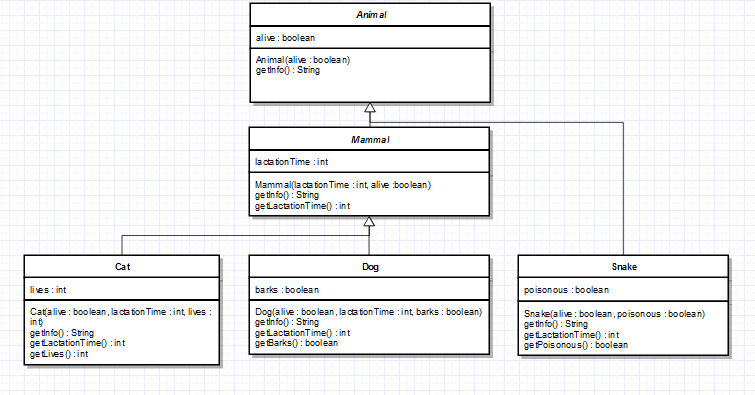 Animal
alive : boolean
Animal(alive : boolean)
getInfo() : String
Mammal
lactationTime : int
Mammal(lactationTime : int, alive :boolean)
getInfo() : String
getLactationTime() : int
Cat
lives : int
Cat(alive : boolean, lactationTime : int, lives :
int)
getInfo() : String
getLactationTime() : int
getLives() : int
Dog
barks : boolean
Dog(alive : boolean, lactationTime : int, barks : boolean)
getInfo() : String
getLactationTime() : int
getBarks() : boolean
Snake
poisonous : boolean
Snake(alive : boolean, poisonous : boolean)
getInfo() : String
getLactationTime() : int
getPoisonous() : boolean